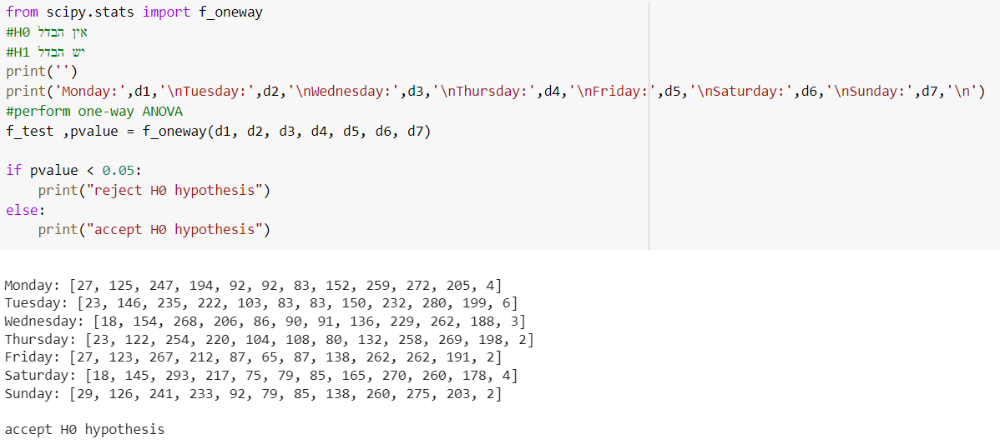 from scipy.stats import f_oneway
#H0 אין הבדל
#H1 יש הבדל
print('')
print('Monday:',d1,'\nTuesday:',d2,'\nWednesday:',d3,'\nThursday:',d4,'\nFriday:',d5,'\nSaturday:',d6,'\nSunday:',d7,'\n')
#perform one-way ANOVA
f_test ,pvalue = f_oneway(d1, d2, d3, d4, d5, d6, d7)
if pvalue < 0.05:
    print("reject H0 hypothesis")
else:
    print("accept H0 hypothesis")
Monday: [27, 125, 247, 194, 92, 92, 83, 152, 259, 272, 205, 4]
Tuesday: [23, 146, 235, 222, 103, 83, 83, 150, 232, 280, 199, 6]
Wednesday: [18, 154, 268, 206, 86, 90, 91, 136, 229, 262, 188, 3]
Thursday: [23, 122, 254, 220, 104, 108, 80, 132, 258, 269, 198, 2]
Friday: [27, 123, 267, 212, 87, 65, 87, 138, 262, 262, 191, 2]
Saturday: [18, 145, 293, 217, 75, 79, 85, 165, 270, 260, 178, 4]
Sunday: [29, 126, 241, 233, 92, 79, 85, 138, 260, 275, 203, 2]
accept H0 hypothesis